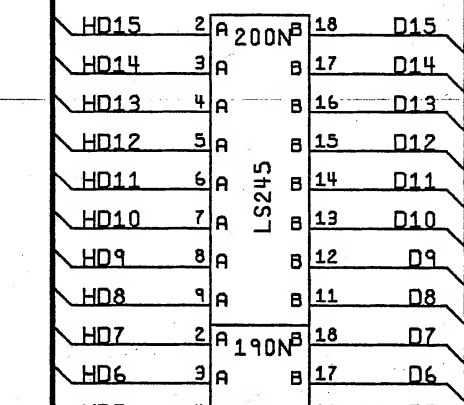 HD15 2 A 200N B 18 D15
HD14 3 A B 17 D14
HD13 4 A B 16 D13
HD12 5 A B 15 D12
HD11 6 A B 14 D11
HD10 7 A B 13 D10
HD9 8 A B 12 D9
HD8 9 A B 11 D8
LS245
HD7 2 A 190N B 18 D7
HD6 3 A B 17 D6